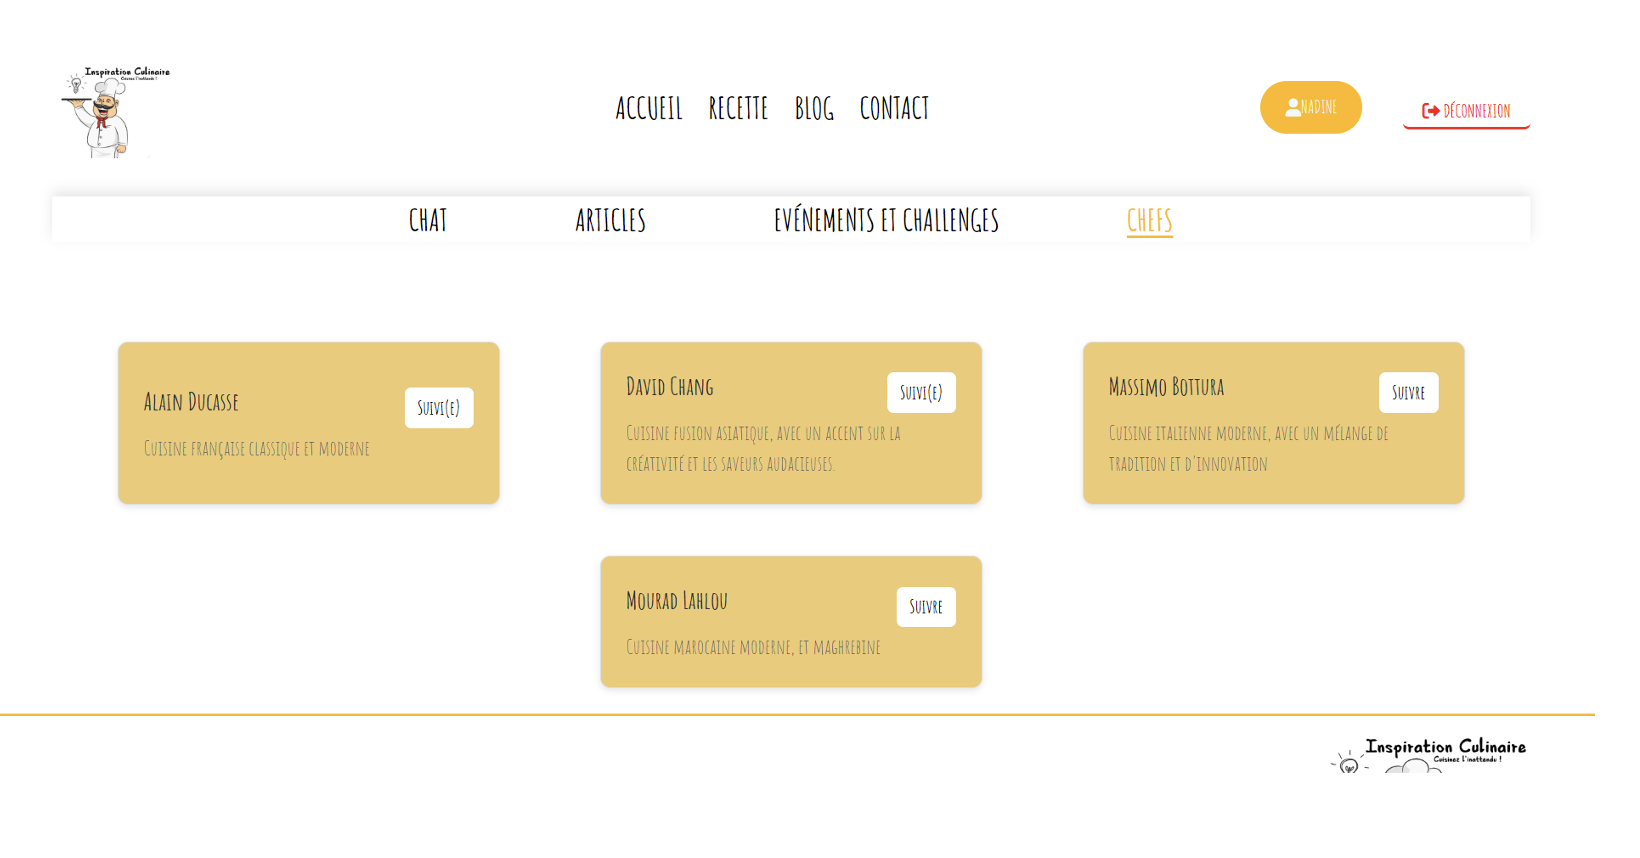 Inspiration Culinaire
Cuisinez l'inattendu !
ACCUEIL RECETTE BLOG CONTACT
NADINE
DÉCONNEXION
CHAT ARTICLES EVÉNEMENTS ET CHALLENGES CHEFS
Alain Ducasse
Suivi(e)
Cuisine française classique et moderne
David Chang
Suivi(e)
Cuisine fusion asiatique, avec un accent sur la
créativité et les saveurs audacieuses.
Massimo Bottura
Suivre
Cuisine italienne moderne, avec un mélange de
tradition et d'innovation
Mourad Lahlou
Suivre
Cuisine marocaine moderne, et maghrebine
Inspiration Culinaire
Cuisinez l'inattendu !